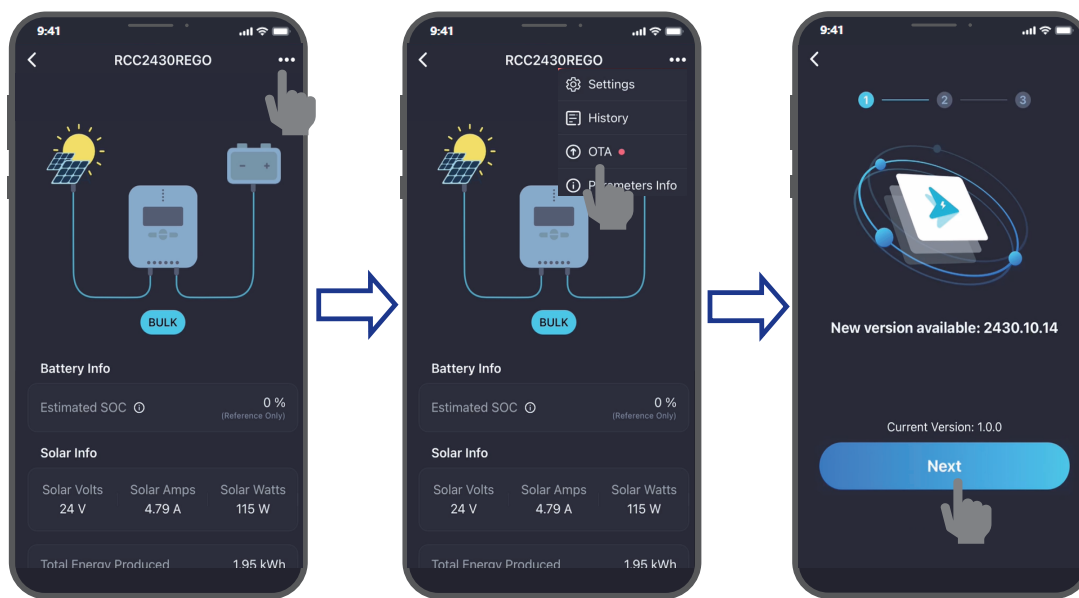 9:41
RCC2430REGO
BULK
Battery Info
Estimated SOC
0 %
(Reference Only)
Solar Info
Solar Volts Solar Amps Solar Watts
24 V 4.79 A 115 W
Total Energy Produced 1.95 kWh
9:41
RCC2430REGO
Settings
History
OTA
Parameters Info
BULK
Battery Info
Estimated SOC
0 %
(Reference Only)
Solar Info
Solar Volts Solar Amps Solar Watts
24 V 4.79 A 115 W
Total Energy Produced 1.95 kWh
9:41
1 2 3
New version available: 2430.10.14
Current Version: 1.0.0
Next